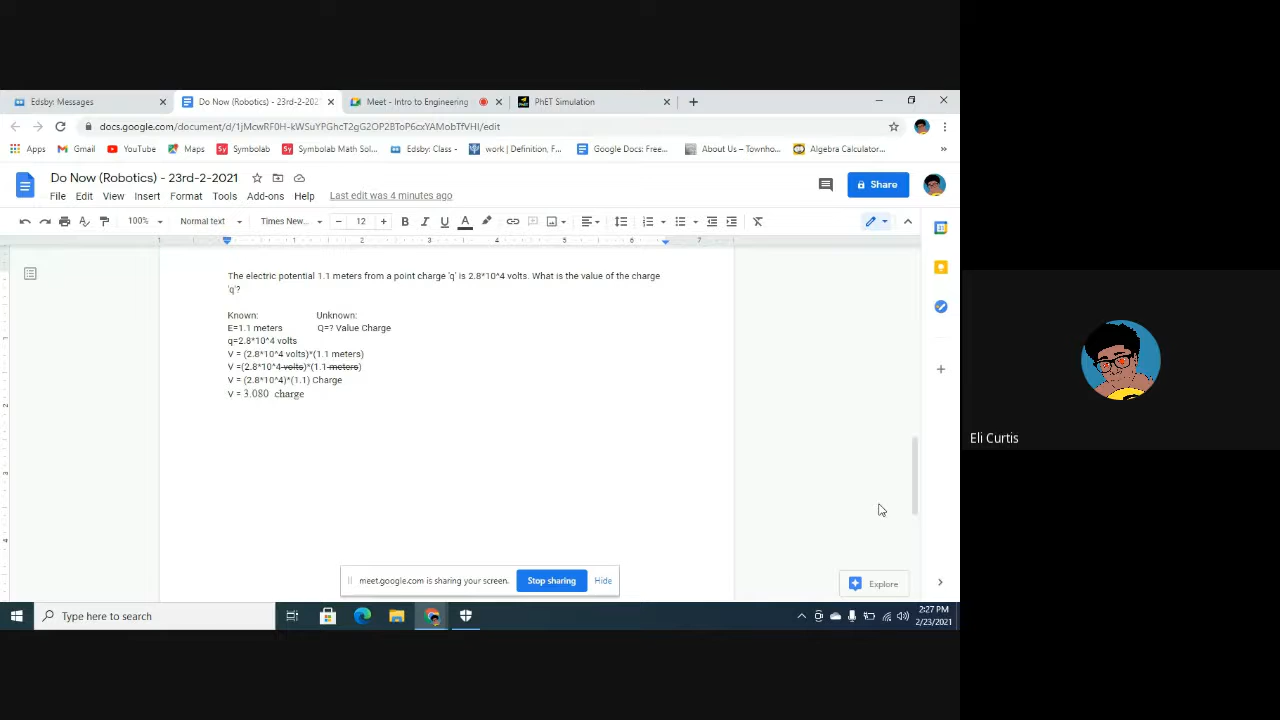 Edsby: Messages
Do Now (Robotics) - 23rd-2-202
Meet - Intro to Engineering
PhET Simulation
docs.google.com/document/d/1jMcwRF0H-kWSuYPGhcT2gG2OP2BToP6cxYAMobTfVHI/edit
Apps
Gmail
YouTube
Maps
Symbolab
Symbolab Math Sol...
Edsby: Class -
work | Definition, F...
Google Docs: Free...
About Us – Townho...
Algebra Calculator...
Do Now (Robotics) - 23rd-2-2021
File Edit View Insert Format Tools Add-ons Help Last edit was 4 minutes ago
Share
100% Normal text Times New... 12
The electric potential 1.1 meters from a point charge 'q' is 2.8*10^4 volts. What is the value of the charge
'q'?
Known: Unknown:
E=1.1 meters Q=? Value Charge
q=2.8*10^4 volts
V = (2.8*10^4 volts)*(1.1 meters)
V =(2.8*10^4 volts)*(1.1 meters)
V = (2.8*10^4)*(1.1) Charge
V = 3.080 charge
Eli Curtis
meet.google.com is sharing your screen.
Stop sharing
Hide
Explore
Type here to search
2:27 PM
2/23/2021